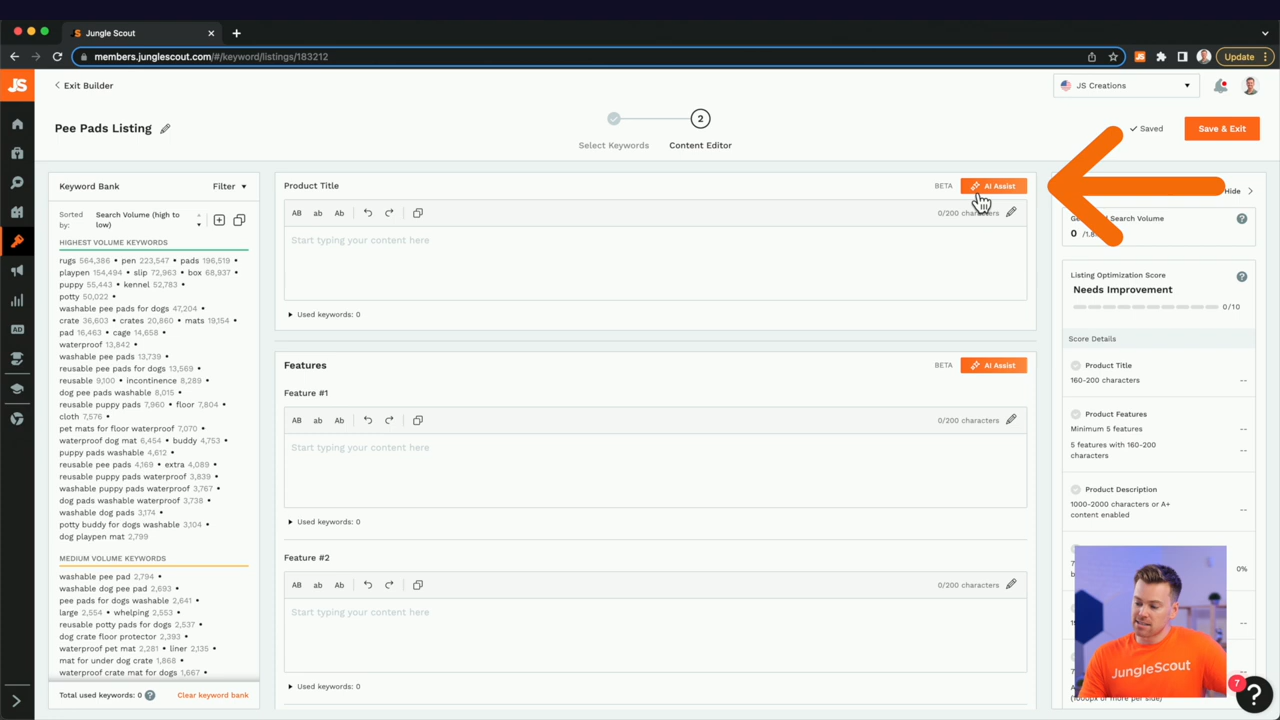 Jungle Scout
members.junglescout.com/#/keyword/listings/183212
Update
JS
Exit Builder
JS Creations
Pee Pads Listing
2
Select Keywords
Content Editor
Saved
Save & Exit
Keyword Bank
Filter
Sorted by:
Search Volume (high to low)
HIGHEST VOLUME KEYWORDS
rugs 564,386 • pen 223,547 • pads 196,519 •
playpen 154,494 • slip 72,963 • box 68,937 •
puppy 55,443 • kennel 52,783 •
potty 50,022 •
washable pee pads for dogs 47,204 •
crate 36,603 • crates 20,860 • mats 19,154 •
pad 16,463 • cage 14,658 •
waterproof 13,842 •
washable pee pads 13,739 •
reusable pee pads for dogs 13,569 •
reusable 9,100 • incontinence 8,289 •
dog pee pads washable 8,015 •
reusable puppy pads 7,960 • floor 7,804 •
cloth 7,576 •
pet mats for floor waterproof 7,070 •
waterproof dog mat 6,454 • buddy 4,753 •
puppy pads washable 4,612 •
reusable pee pads 4,169 • extra 4,089 •
reusable puppy pads waterproof 3,839 •
washable puppy pads waterproof 3,767 •
dog pads washable waterproof 3,738 •
washable dog pads 3,174 •
potty buddy for dogs washable 3,104 •
dog playpen mat 2,799
MEDIUM VOLUME KEYWORDS
washable pee pad 2,794 •
washable dog pee pad 2,693 •
pee pads for dogs washable 2,641 •
large 2,554 • whelping 2,553 •
reusable potty pads for dogs 2,537 •
dog crate floor protector 2,393 •
waterproof pet mat 2,281 • liner 2,135 •
mat for under dog crate 1,868 •
waterproof crate mat for dogs 1,667 •
Total used keywords: 0
Clear keyword bank
Product Title
BETA
AI Assist
AB ab Ab
0/200 characters
Start typing your content here
Used keywords: 0
Features
BETA
AI Assist
Feature #1
AB ab Ab
0/200 characters
Start typing your content here
Used keywords: 0
Feature #2
AB ab Ab
0/200 characters
Start typing your content here
Used keywords: 0
Hide
Search Volume
0
Listing Optimization Score
Needs Improvement
0/10
Score Details
Product Title
160-200 characters
--
Product Features
Minimum 5 features
--
5 features with 160-200
characters
--
Product Description
1000-2000 characters or A+
content enabled
--
0%
--
--
JungleScout
7
?